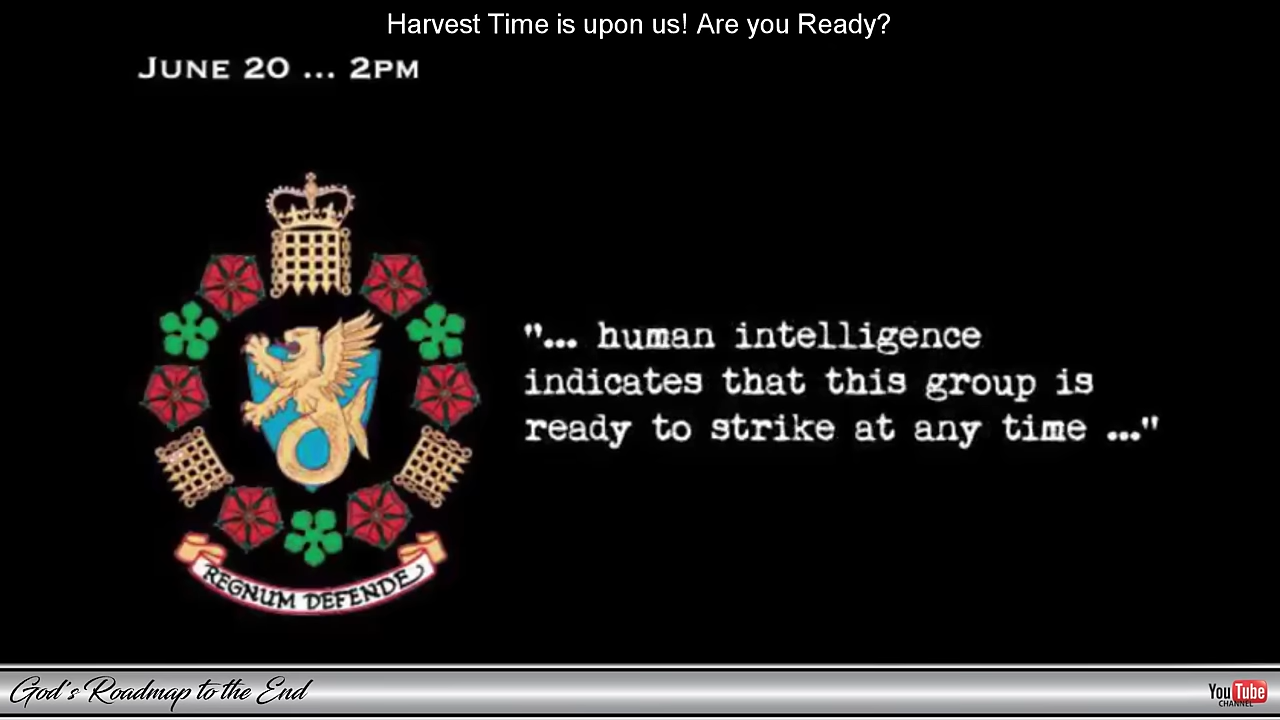 Harvest Time is upon us! Are you Ready?
June 20 ... 2PM
"... human intelligence
indicates that this group is
ready to strike at any time ..."
REGNUM DEFENDE
God's Roadmap to the End
YouTube
CHANNEL